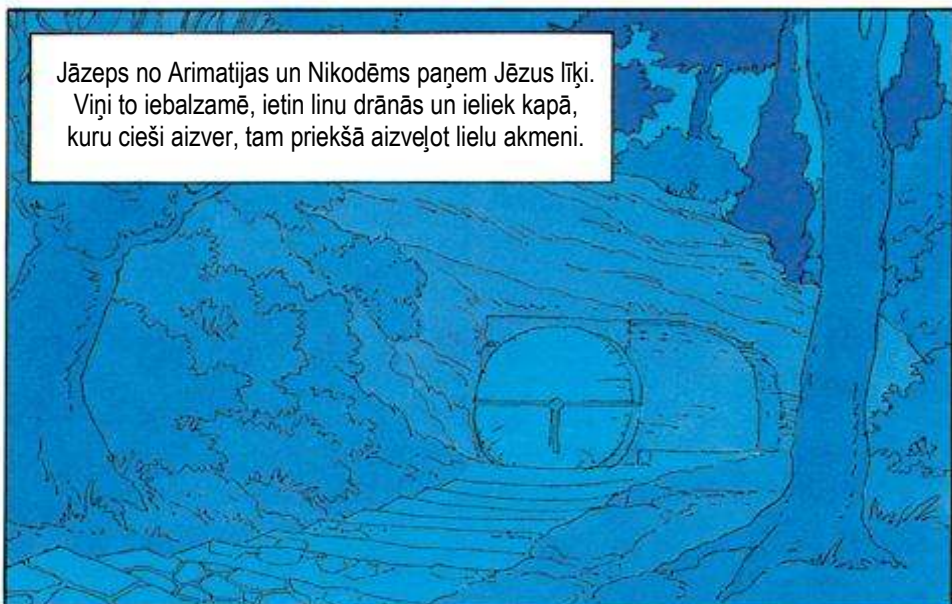 Jāzeps no Arimatijas un Nikodēms paņem Jēzus līķi.
Viņi to iebalzamē, ietin linu drānās un ieliek kapā,
kuru cieši aizver, tam priekšā aizveļot lielu akmeni.